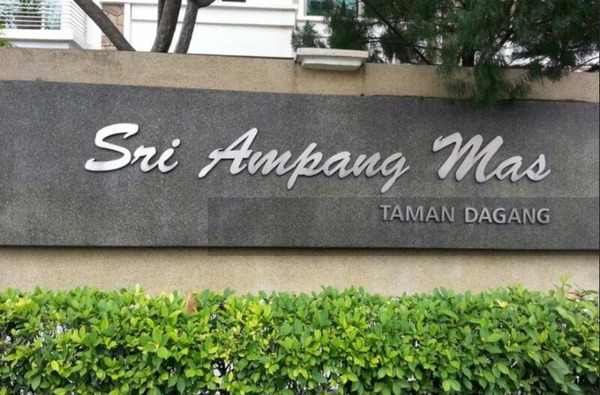 Sri Ampang Mas
TAMAN DAGANG